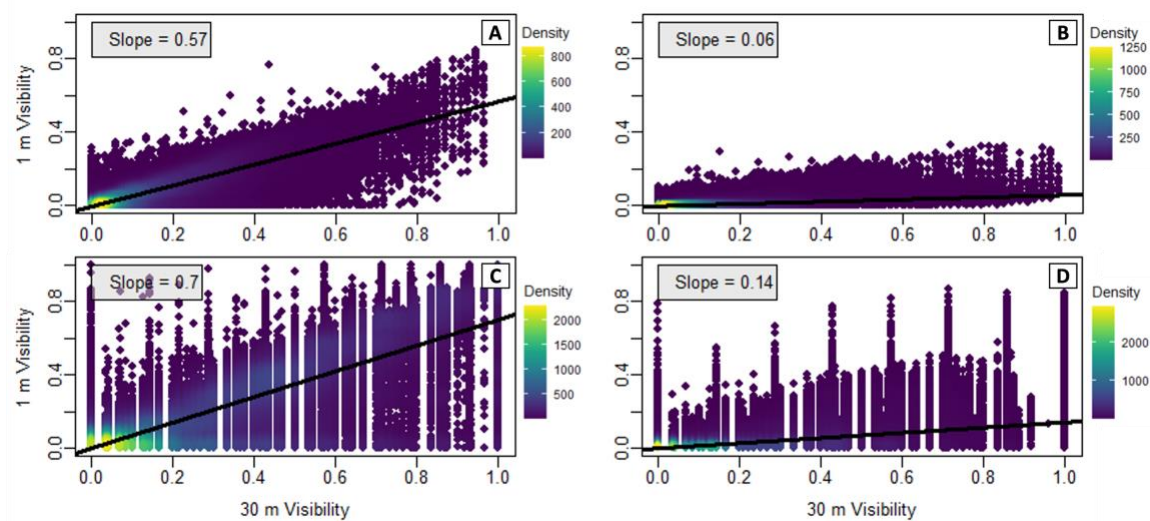 Slope = 0.57
A
Density
800
600
400
200
1 m Visibility
0.8
0.4
0.0
0.0 0.2 0.4 0.6 0.8 1.0
Slope = 0.06
B
Density
1250
1000
750
500
250
0.8
0.4
0.0
0.0 0.2 0.4 0.6 0.8 1.0
Slope = 0.7
C
Density
2000
1500
1000
500
1 m Visibility
0.8
0.4
0.0
0.0 0.2 0.4 0.6 0.8 1.0
30 m Visibility
Slope = 0.14
D
Density
2000
1000
0.8
0.4
0.0
0.0 0.2 0.4 0.6 0.8 1.0
30 m Visibility